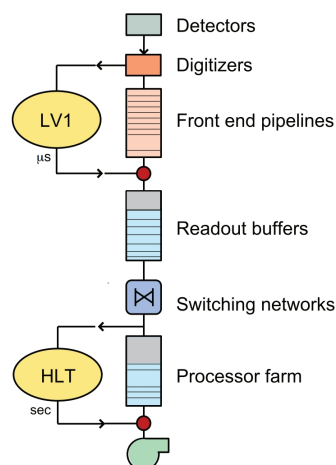 Detectors
Digitizers
LV1
Front end pipelines
μs
Readout buffers
Switching networks
HLT
Processor farm
sec